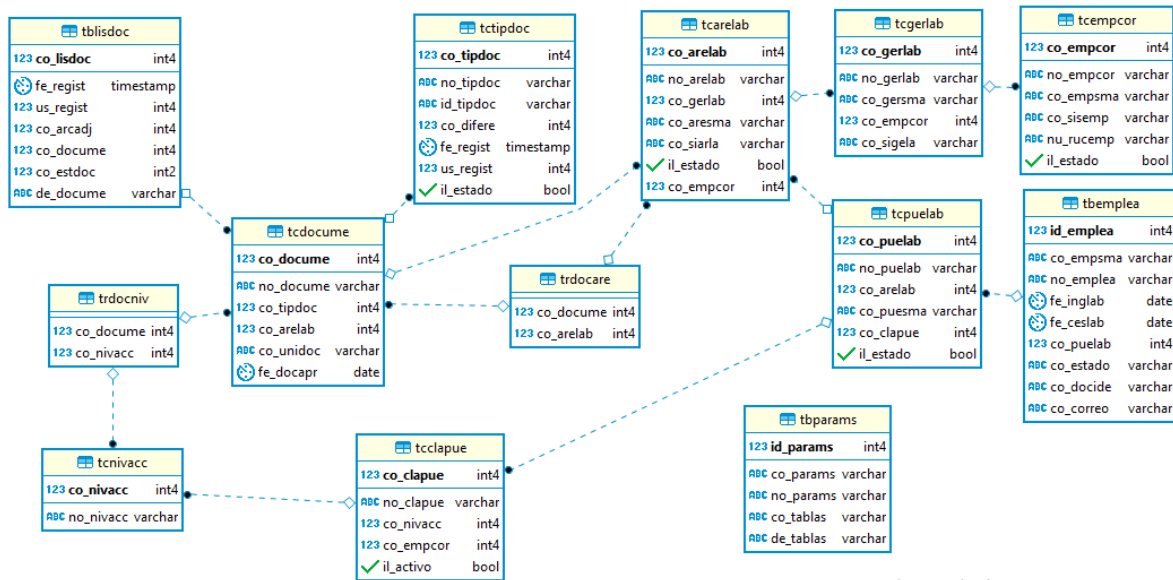 tblisdoc
123 co_lisdoc int4
fe_regist timestamp
123 us_regist int4
123 co_arcadj int4
123 co_docume int4
123 co_estdoc int2
ABC de_docume varchar
tctipdoc
123 co_tipdoc int4
ABC no_tipdoc varchar
ABC id_tipdoc varchar
123 co_difere int4
fe_regist timestamp
123 us_regist int4
il_estado bool
tcarelab
123 co_arelab int4
ABC no_arelab varchar
123 co_gerlab int4
ABC co_aresma varchar
ABC co_siarla varchar
il_estado bool
123 co_empcor int4
tcgerlab
123 co_gerlab int4
ABC no_gerlab varchar
ABC co_gersma varchar
123 co_empcor int4
ABC co_sigela varchar
tcempcor
123 co_empcor int4
ABC no_empcor varchar
ABC co_empsma varchar
ABC co_sisemp varchar
ABC nu_rucemp varchar
il_estado bool
tcdocume
123 co_docume int4
ABC no_docume varchar
123 co_tipdoc int4
123 co_arelab int4
ABC co_unidoc varchar
fe_docapr date
trdocare
123 co_docume int4
123 co_arelab int4
tcpuelab
123 co_puelab int4
ABC no_puelab varchar
123 co_arelab int4
ABC co_puesma varchar
123 co_clapue int4
il_estado bool
tbemplea
123 id_emplea int4
ABC co_empsma varchar
ABC no_emplea varchar
fe_inglab date
fe_ceslab date
123 co_puelab int4
ABC co_estado varchar
ABC co_docide varchar
ABC co_correo varchar
trdocniv
123 co_docume int4
123 co_nivacc int4
tcnivacc
123 co_nivacc int4
ABC no_nivacc varchar
tcclapue
123 co_clapue int4
ABC no_clapue varchar
123 co_nivacc int4
123 co_empcor int4
il_activo bool
tbparams
123 id_params int4
ABC co_params varchar
ABC no_params varchar
ABC co_tablas varchar
ABC de_tablas varchar